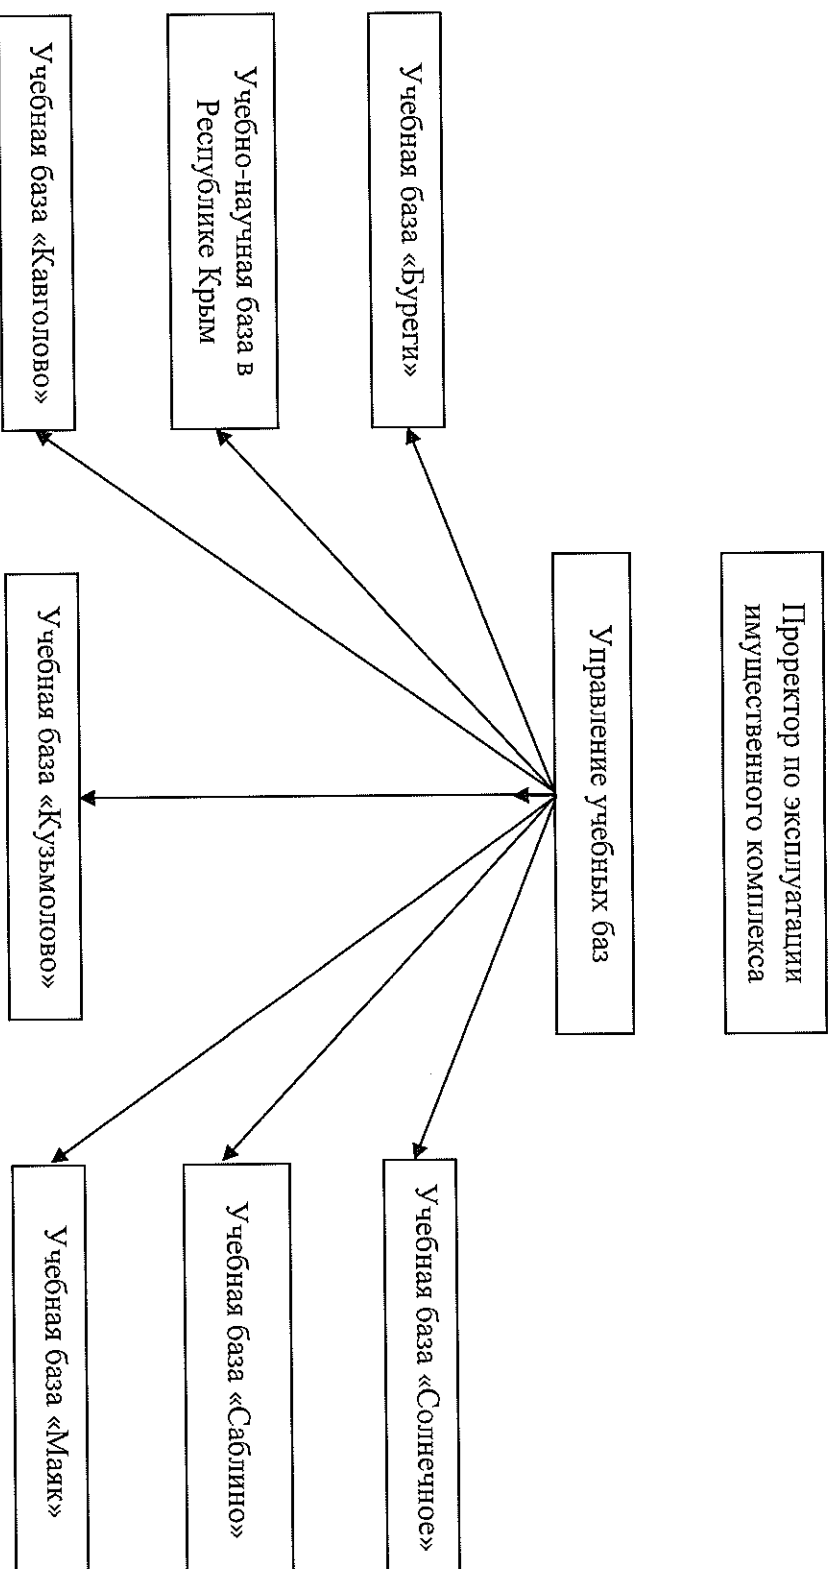 Проректор по эксплуатации
имущественного комплекса
Управление учебных баз
Учебная база «Буреги»
Учебная база «Солнечное»
Учебно-научная база в
Республике Крым
Учебная база «Саблино»
Учебная база «Кавголово»
Учебная база «Кузьмолово»
Учебная база «Маяк»